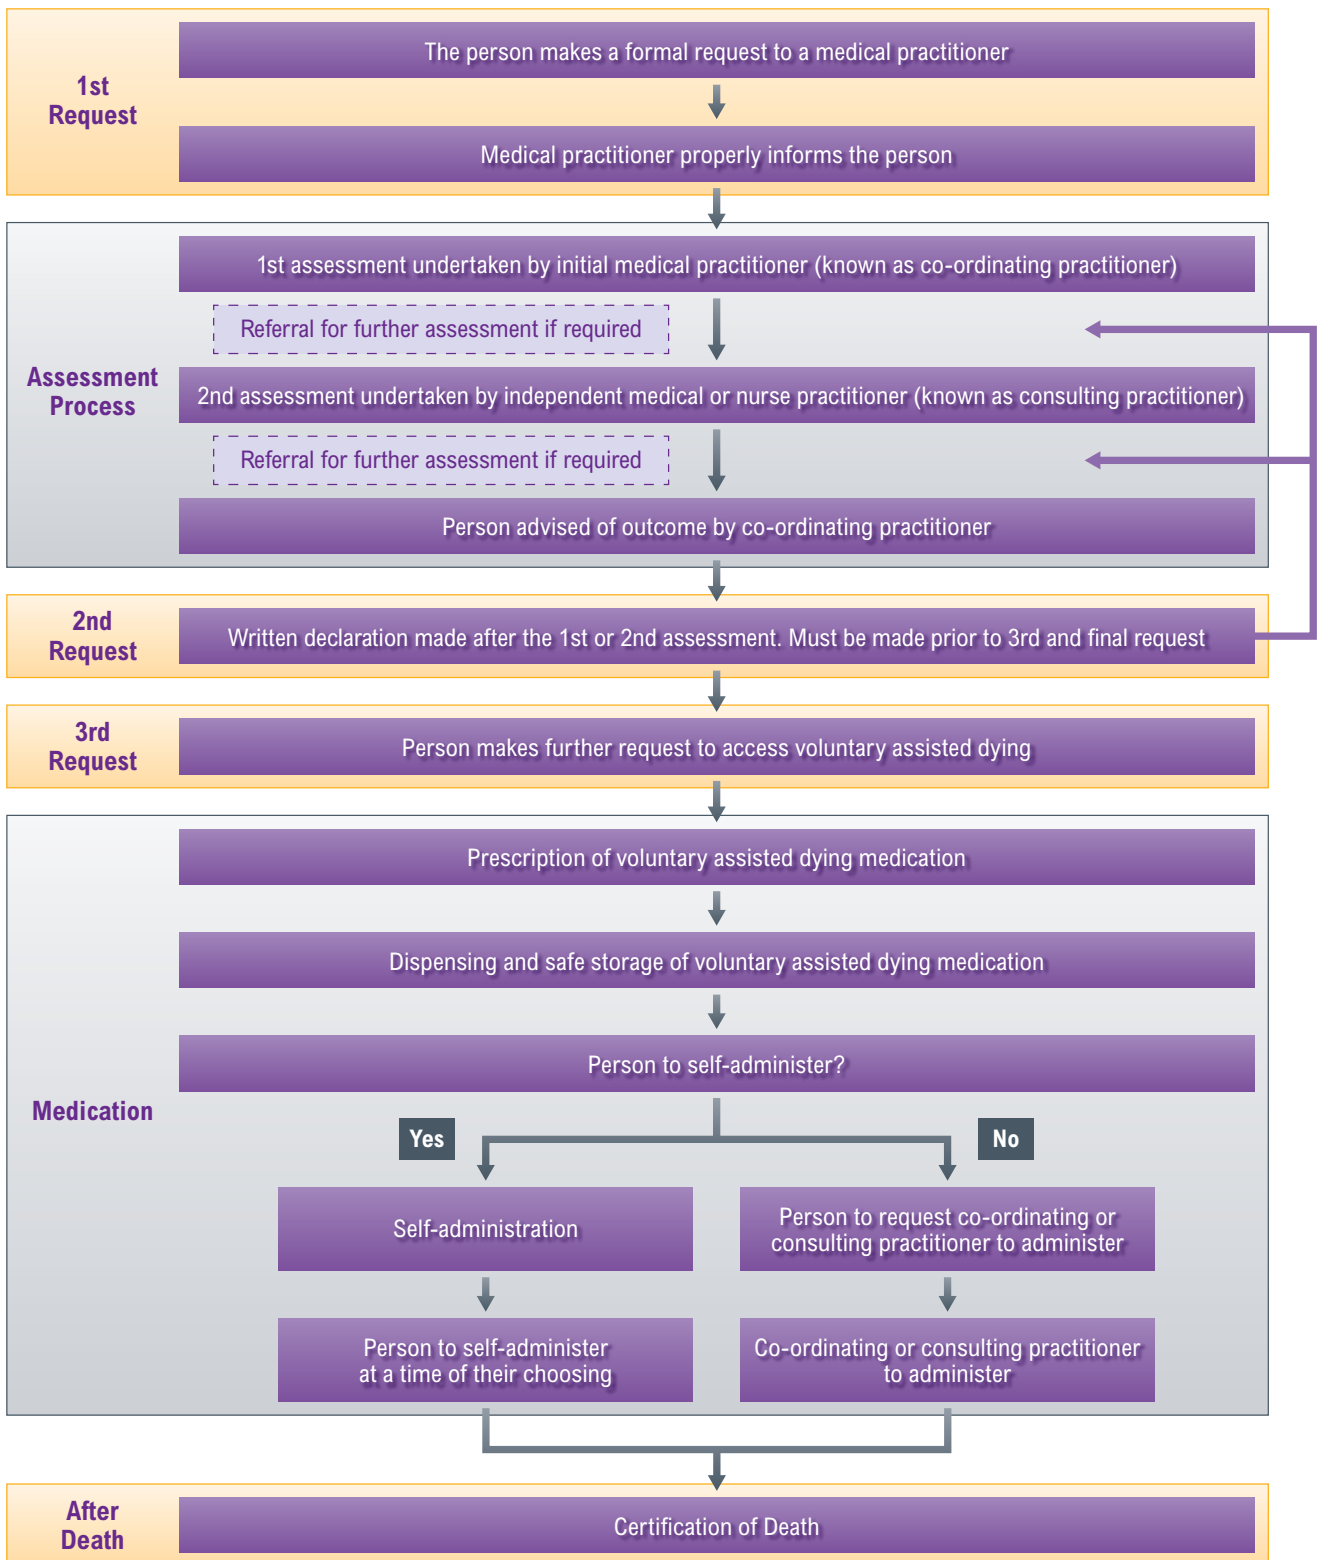 1st
Request
The person makes a formal request to a medical practitioner
Medical practitioner properly informs the person
Assessment
Process
1st assessment undertaken by initial medical practitioner (known as co-ordinating practitioner)
Referral for further assessment if required
2nd assessment undertaken by independent medical or nurse practitioner (known as consulting practitioner)
Referral for further assessment if required
Person advised of outcome by co-ordinating practitioner
2nd
Request
Written declaration made after the 1st or 2nd assessment. Must be made prior to 3rd and final request
3rd
Request
Person makes further request to access voluntary assisted dying
Medication
Prescription of voluntary assisted dying medication
Dispensing and safe storage of voluntary assisted dying medication
Person to self-administer?
Yes
No
Self-administration
Person to request co-ordinating or
consulting practitioner to administer
Person to self-administer
at a time of their choosing
Co-ordinating or consulting practitioner
to administer
After
Death
Certification of Death